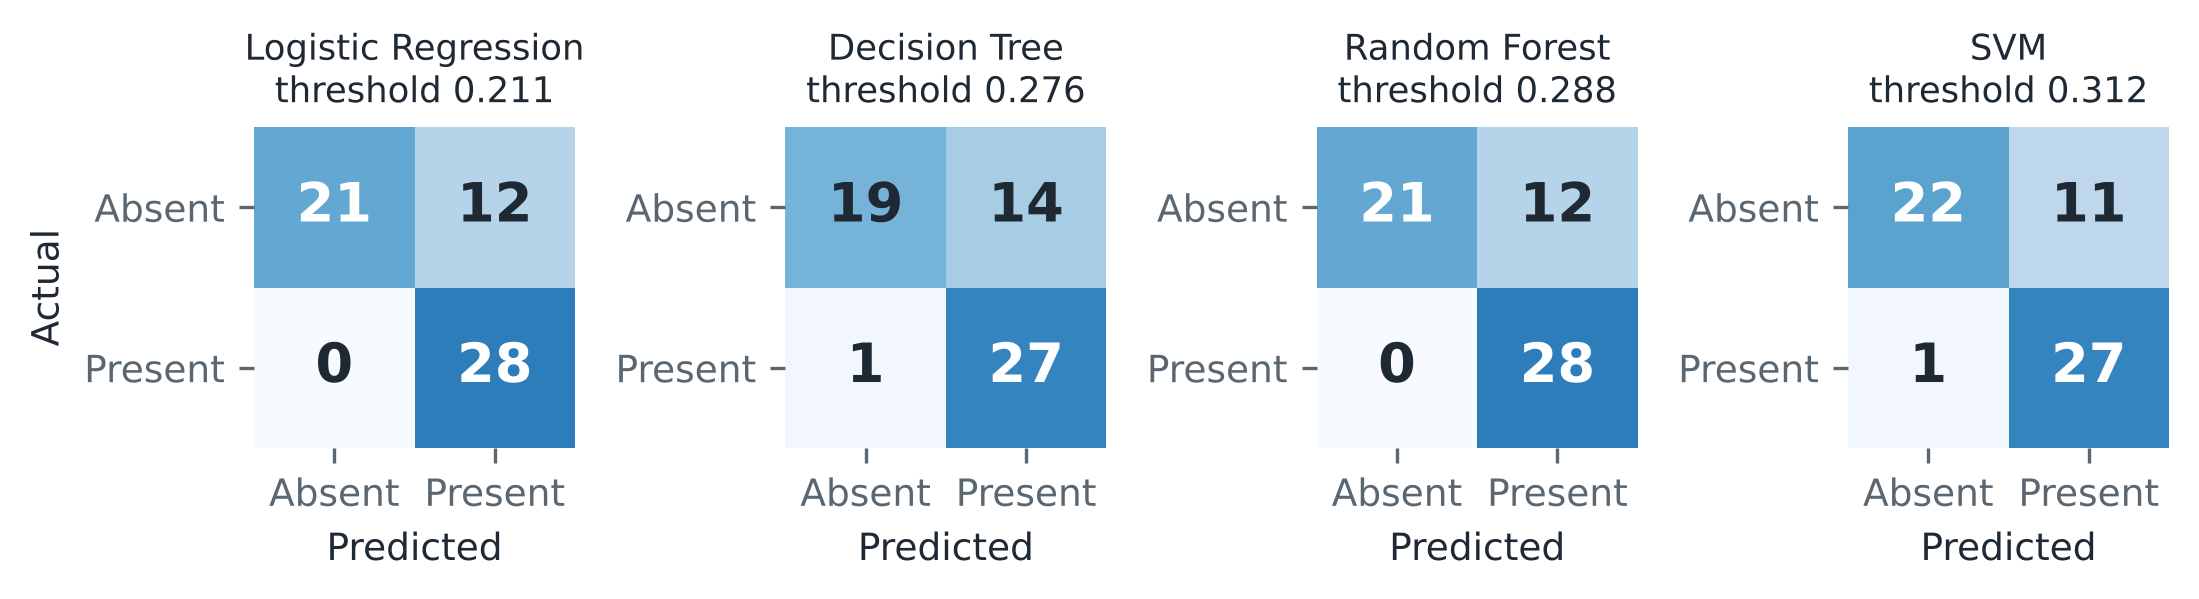 Logistic Regression
threshold 0.211
Decision Tree
threshold 0.276
Random Forest
threshold 0.288
SVM
threshold 0.312
Actual
Absent
21 12
Present
0 28
Absent Present
Predicted
Absent
19 14
Present
1 27
Absent Present
Predicted
Absent
21 12
Present
0 28
Absent Present
Predicted
Absent
22 11
Present
1 27
Absent Present
Predicted